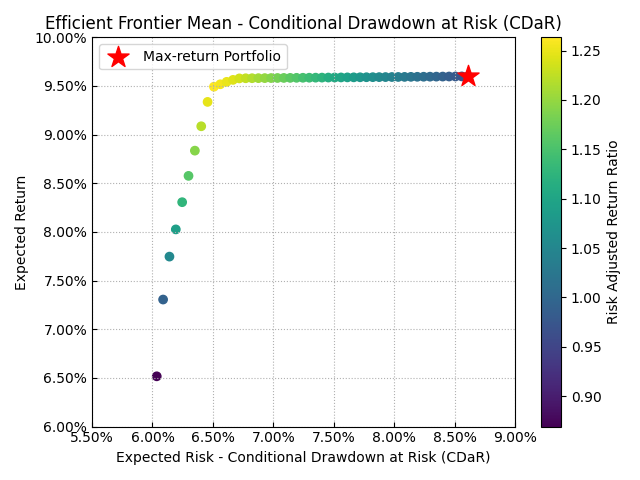 Efficient Frontier Mean - Conditional Drawdown at Risk (CDaR)
Max-return Portfolio
Expected Return
10.00%
9.50%
9.00%
8.50%
8.00%
7.50%
7.00%
6.50%
6.00%
5.50% 6.00% 6.50% 7.00% 7.50% 8.00% 8.50% 9.00%
Expected Risk - Conditional Drawdown at Risk (CDaR)
1.25
1.20
1.15
1.10
1.05
1.00
0.95
0.90
Risk Adjusted Return Ratio